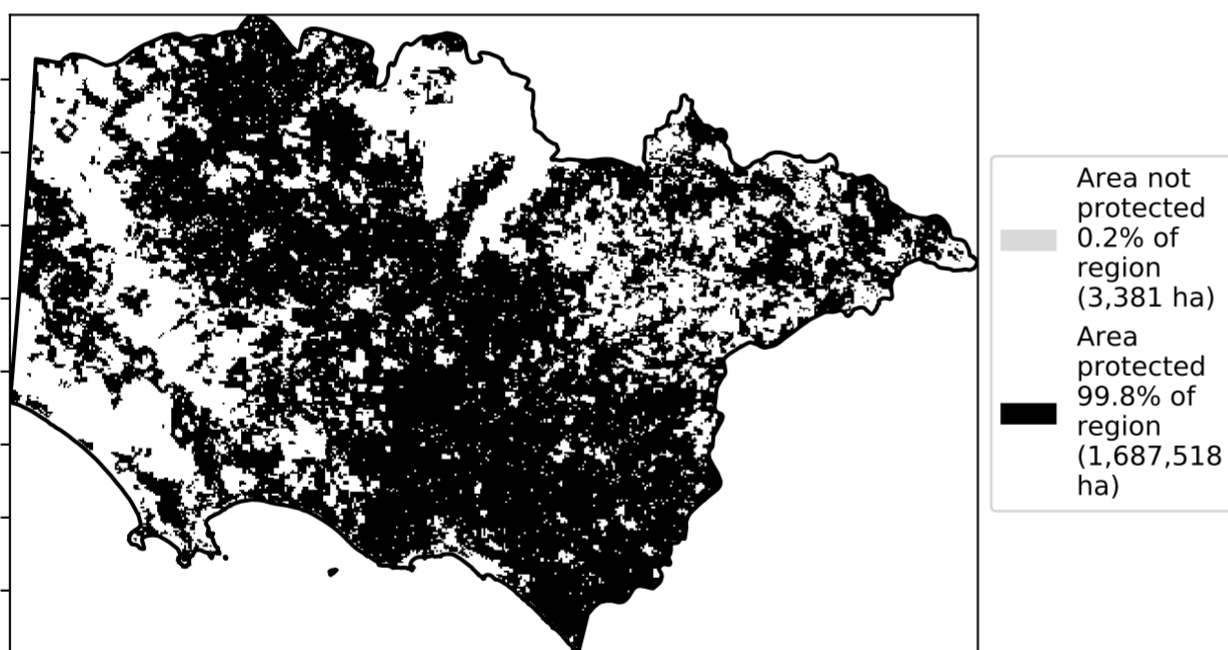 Area not
protected
0.2% of
region
(3,381 ha)
Area
protected
99.8% of
region
(1,687,518
ha)